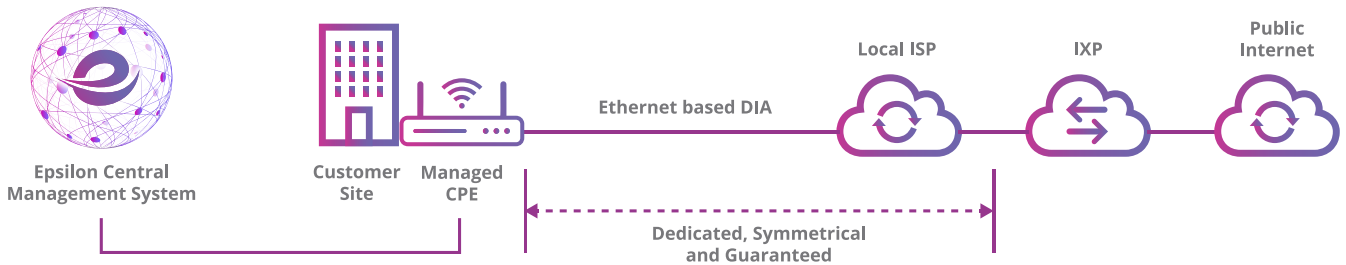 Epsilon Central
Management System
Customer
Site
Managed
CPE
Ethernet based DIA
Dedicated, Symmetrical
and Guaranteed
Local ISP
IXP
Public
Internet